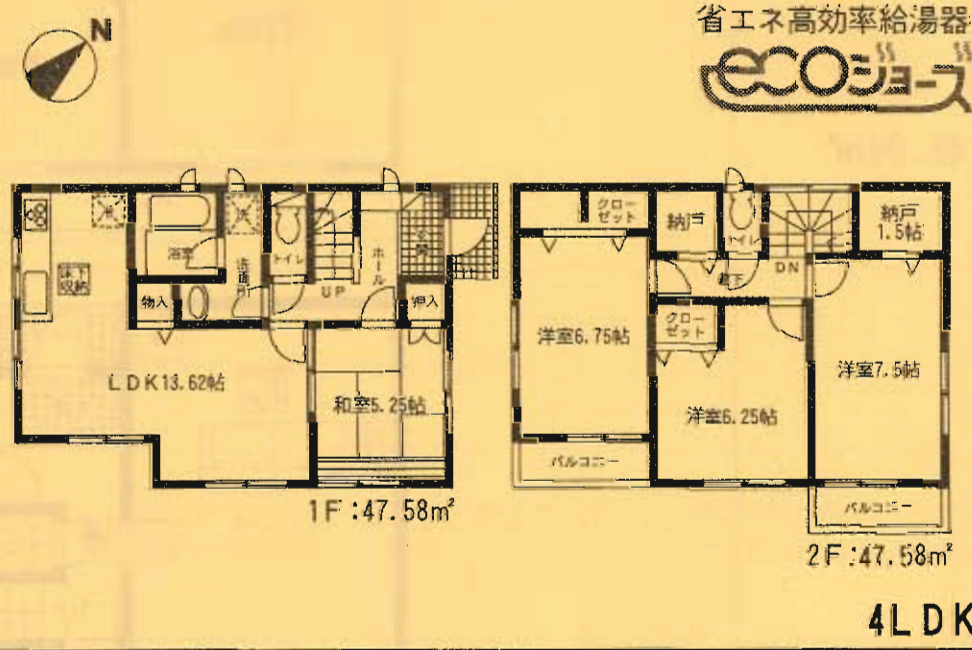 N
省エネ高効率給湯器
ecoジョーズ
冷
浴室
洗
洗面所
トイレ
UP
ホール
玄関
床下
収納
物入
押入
LDK13.62帖
和室5.25帖
1F:47.58㎡
クロー
ゼット
納戸
トイレ
DN
納戸
1.5帖
廊下
クロー
ゼット
洋室6.75帖
洋室6.25帖
洋室7.5帖
バルコニー
バルコニー
2F:47.58㎡
4LDK